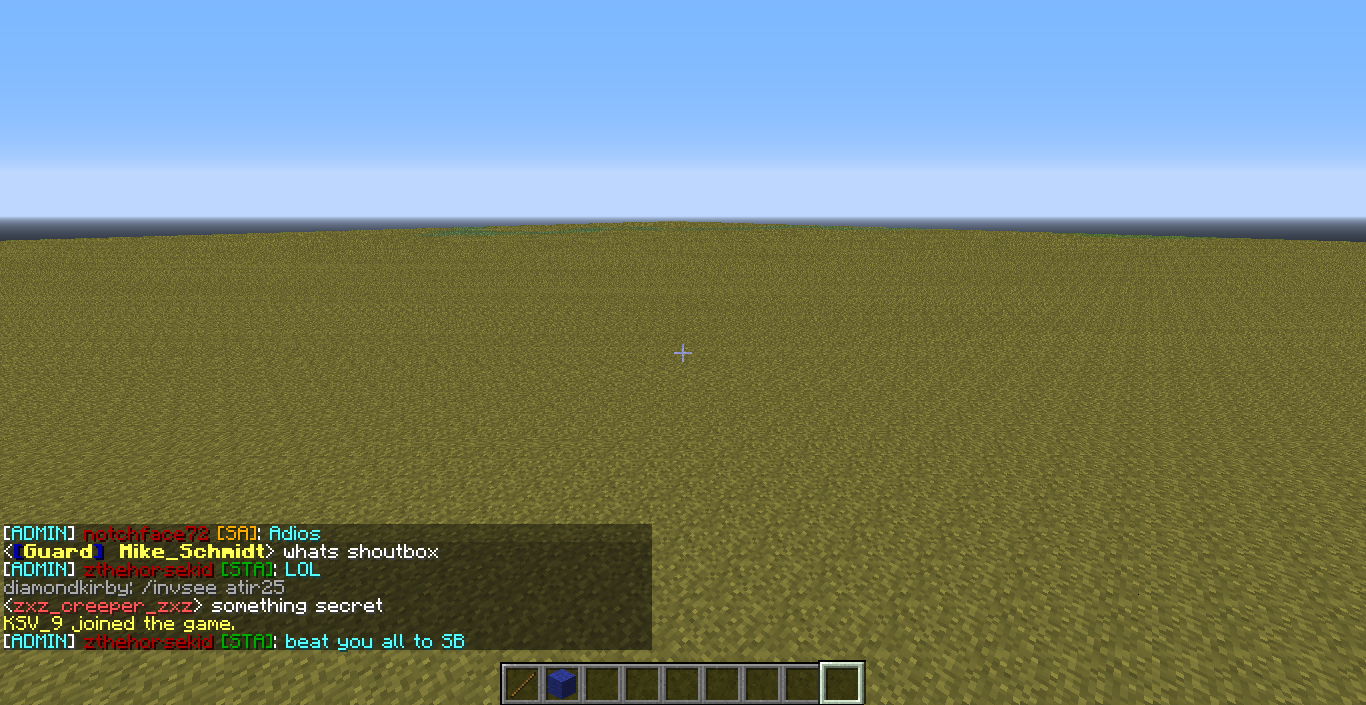 [ADMIN] notchface72 [SA]: Adios
<[Guard] Mike_Schmidt> whats shoutbox
[ADMIN] zthehorsekid [STA]: LOL
diamondkirby: /invsee atir25
<zxz_creeper_zxz> something secret
KSV_9 joined the game.
[ADMIN] zthehorsekid [STA]: beat you all to SB